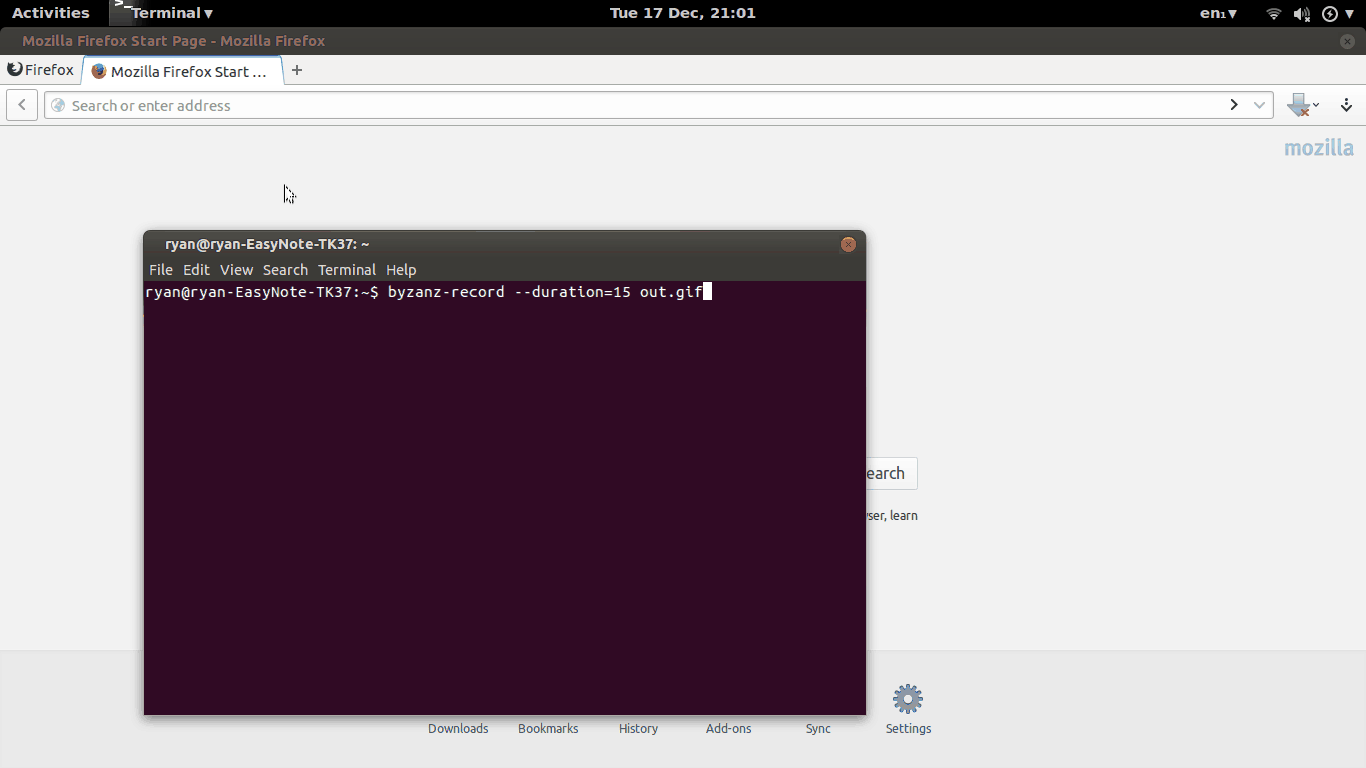 Activities
Terminal
Tue 17 Dec, 21:01
en₁
Mozilla Firefox Start Page - Mozilla Firefox
Firefox
Mozilla Firefox Start ...
Search or enter address
mozilla
ryan@ryan-EasyNote-TK37: ~
File Edit View Search Terminal Help
ryan@ryan-EasyNote-TK37:~$ byzanz-record --duration=15 out.gif
learn
Downloads Bookmarks History Add-ons Sync Settings